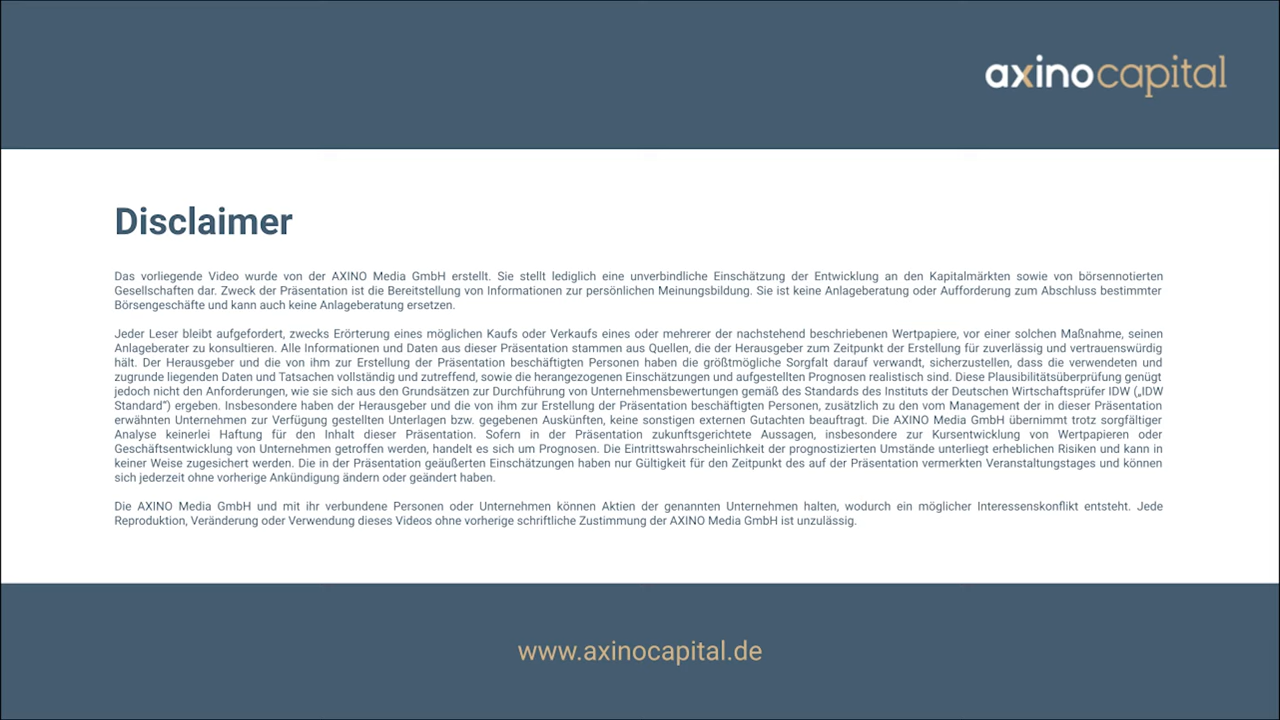 axinocapital
Disclaimer
Das vorliegende Video wurde von der AXINO Media GmbH erstellt. Sie stellt lediglich eine unverbindliche Einschätzung der Entwicklung an den Kapitalmärkten sowie von börsennotierten
Gesellschaften dar. Zweck der Präsentation ist die Bereitstellung von Informationen zur persönlichen Meinungsbildung. Sie ist keine Anlageberatung oder Aufforderung zum Abschluss bestimmter
Börsengeschäfte und kann auch keine Anlageberatung ersetzen.
Jeder Leser bleibt aufgefordert, zwecks Erörterung eines möglichen Kaufs oder Verkaufs eines oder mehrerer der nachstehend beschriebenen Wertpapiere, vor einer solchen Maßnahme, seinen
Anlageberater zu konsultieren. Alle Informationen und Daten aus dieser Präsentation stammen aus Quellen, die der Herausgeber zum Zeitpunkt der Erstellung für zuverlässig und vertrauenswürdig
hält. Der Herausgeber und die von ihm zur Erstellung der Präsentation beschäftigten Personen haben die größtmögliche Sorgfalt darauf verwandt, sicherzustellen, dass die verwendeten und
zugrunde liegenden Daten und Tatsachen vollständig und zutreffend, sowie die herangezogenen Einschätzungen und aufgestellten Prognosen realistisch sind. Diese Plausibilitätsüberprüfung genügt
jedoch nicht den Anforderungen, wie sie sich aus den Grundsätzen zur Durchführung von Unternehmensbewertungen gemäß des Standards des Instituts der Deutschen Wirtschaftsprüfer IDW („IDW
Standard“) ergeben. Insbesondere haben der Herausgeber und die von ihm zur Erstellung der Präsentation beschäftigten Personen, zusätzlich zu den vom Management der in dieser Präsentation
erwähnten Unternehmen zur Verfügung gestellten Unterlagen bzw. gegebenen Auskünften, keine sonstigen externen Gutachten beauftragt. Die AXINO Media GmbH übernimmt trotz sorgfältiger
Analyse keinerlei Haftung für den Inhalt dieser Präsentation. Sofern in der Präsentation zukunftsgerichtete Aussagen, insbesondere zur Kursentwicklung von Wertpapieren oder
Geschäftsentwicklung von Unternehmen getroffen werden, handelt es sich um Prognosen. Die Eintrittswahrscheinlichkeit der prognostizierten Umstände unterliegt erheblichen Risiken und kann in
keiner Weise zugesichert werden. Die in der Präsentation geäußerten Einschätzungen haben nur Gültigkeit für den Zeitpunkt des auf der Präsentation vermerkten Veranstaltungstages und können
sich jederzeit ohne vorherige Ankündigung ändern oder geändert haben.
Die AXINO Media GmbH und mit ihr verbundene Personen oder Unternehmen können Aktien der genannten Unternehmen halten, wodurch ein möglicher Interessenskonflikt entsteht. Jede
Reproduktion, Veränderung oder Verwendung dieses Videos ohne vorherige schriftliche Zustimmung der AXINO Media GmbH ist unzulässig.
www.axinocapital.de